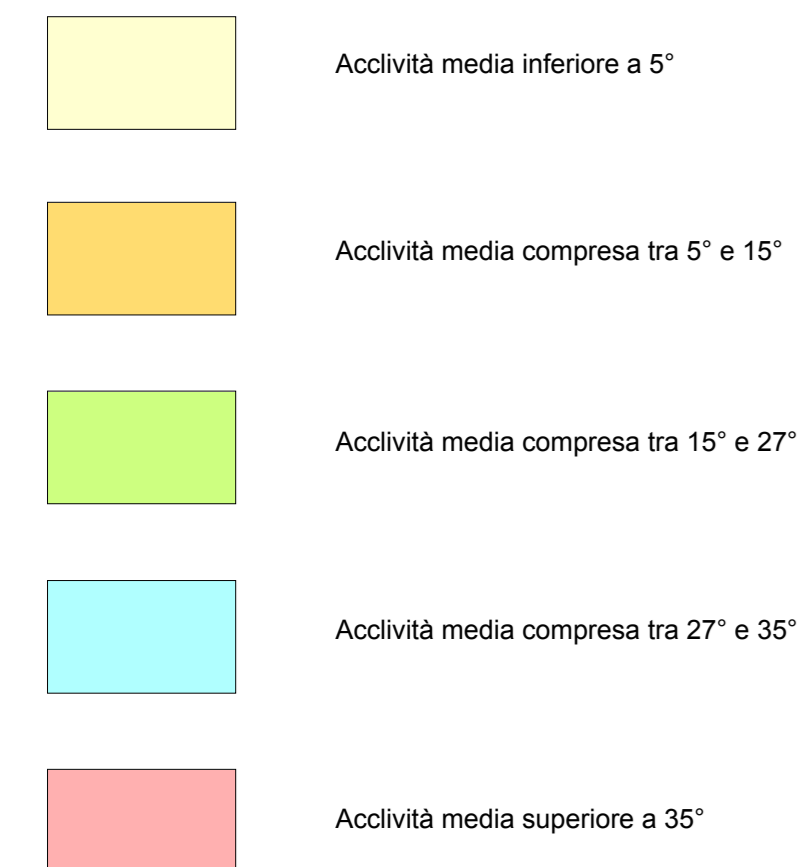 Acclività media inferiore a 5°
Acclività media compresa tra 5° e 15°
Acclività media compresa tra 15° e 27°
Acclività media compresa tra 27° e 35°
Acclività media superiore a 35°